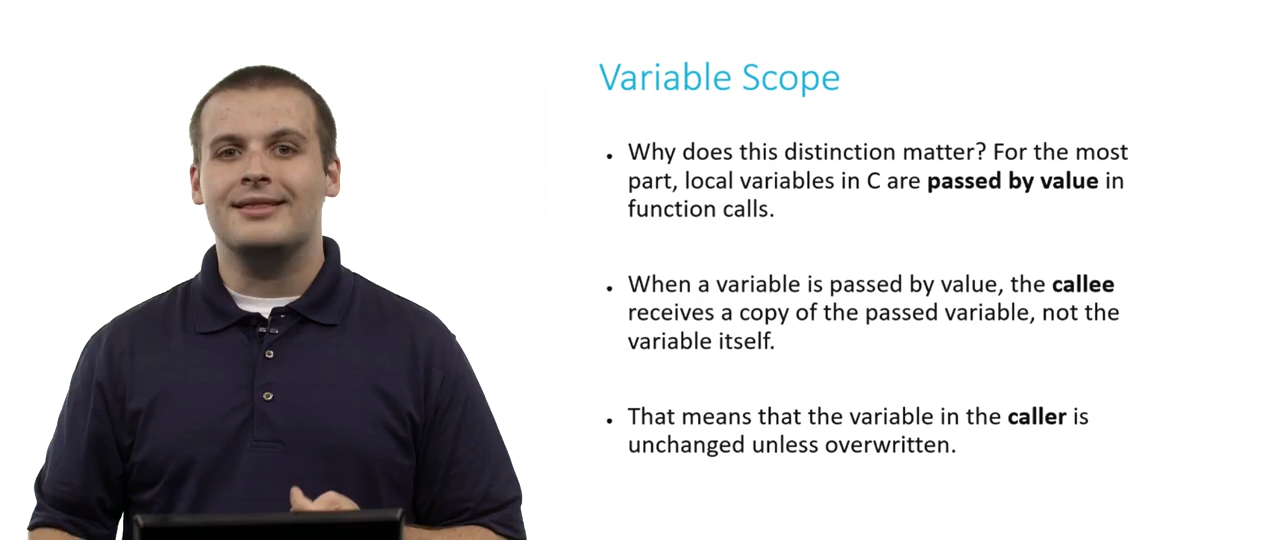 Variable Scope
• Why does this distinction matter? For the most
part, local variables in C are passed by value in
function calls.
• When a variable is passed by value, the callee
receives a copy of the passed variable, not the
variable itself.
• That means that the variable in the caller is
unchanged unless overwritten.